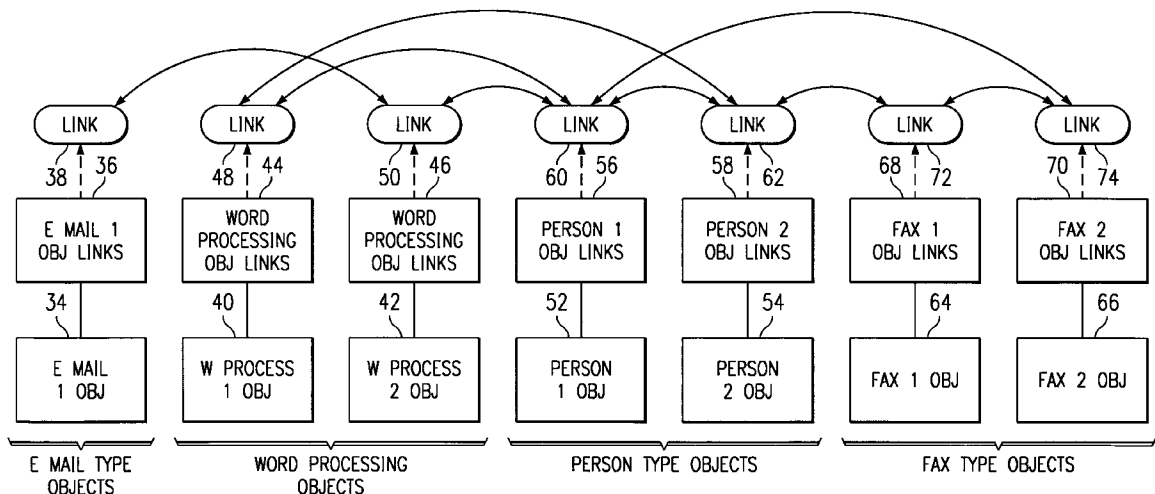 LINK LINK LINK LINK LINK LINK LINK
38 36 48 44 50 46 60 56 58 62 68 72 70 74
E MAIL 1 OBJ LINKS
WORD PROCESSING OBJ LINKS
WORD PROCESSING OBJ LINKS
PERSON 1 OBJ LINKS
PERSON 2 OBJ LINKS
FAX 1 OBJ LINKS
FAX 2 OBJ LINKS
34 40 42 52 54 64 66
E MAIL 1 OBJ
W PROCESS 1 OBJ
W PROCESS 2 OBJ
PERSON 1 OBJ
PERSON 2 OBJ
FAX 1 OBJ
FAX 2 OBJ
E MAIL TYPE OBJECTS
WORD PROCESSING OBJECTS
PERSON TYPE OBJECTS
FAX TYPE OBJECTS